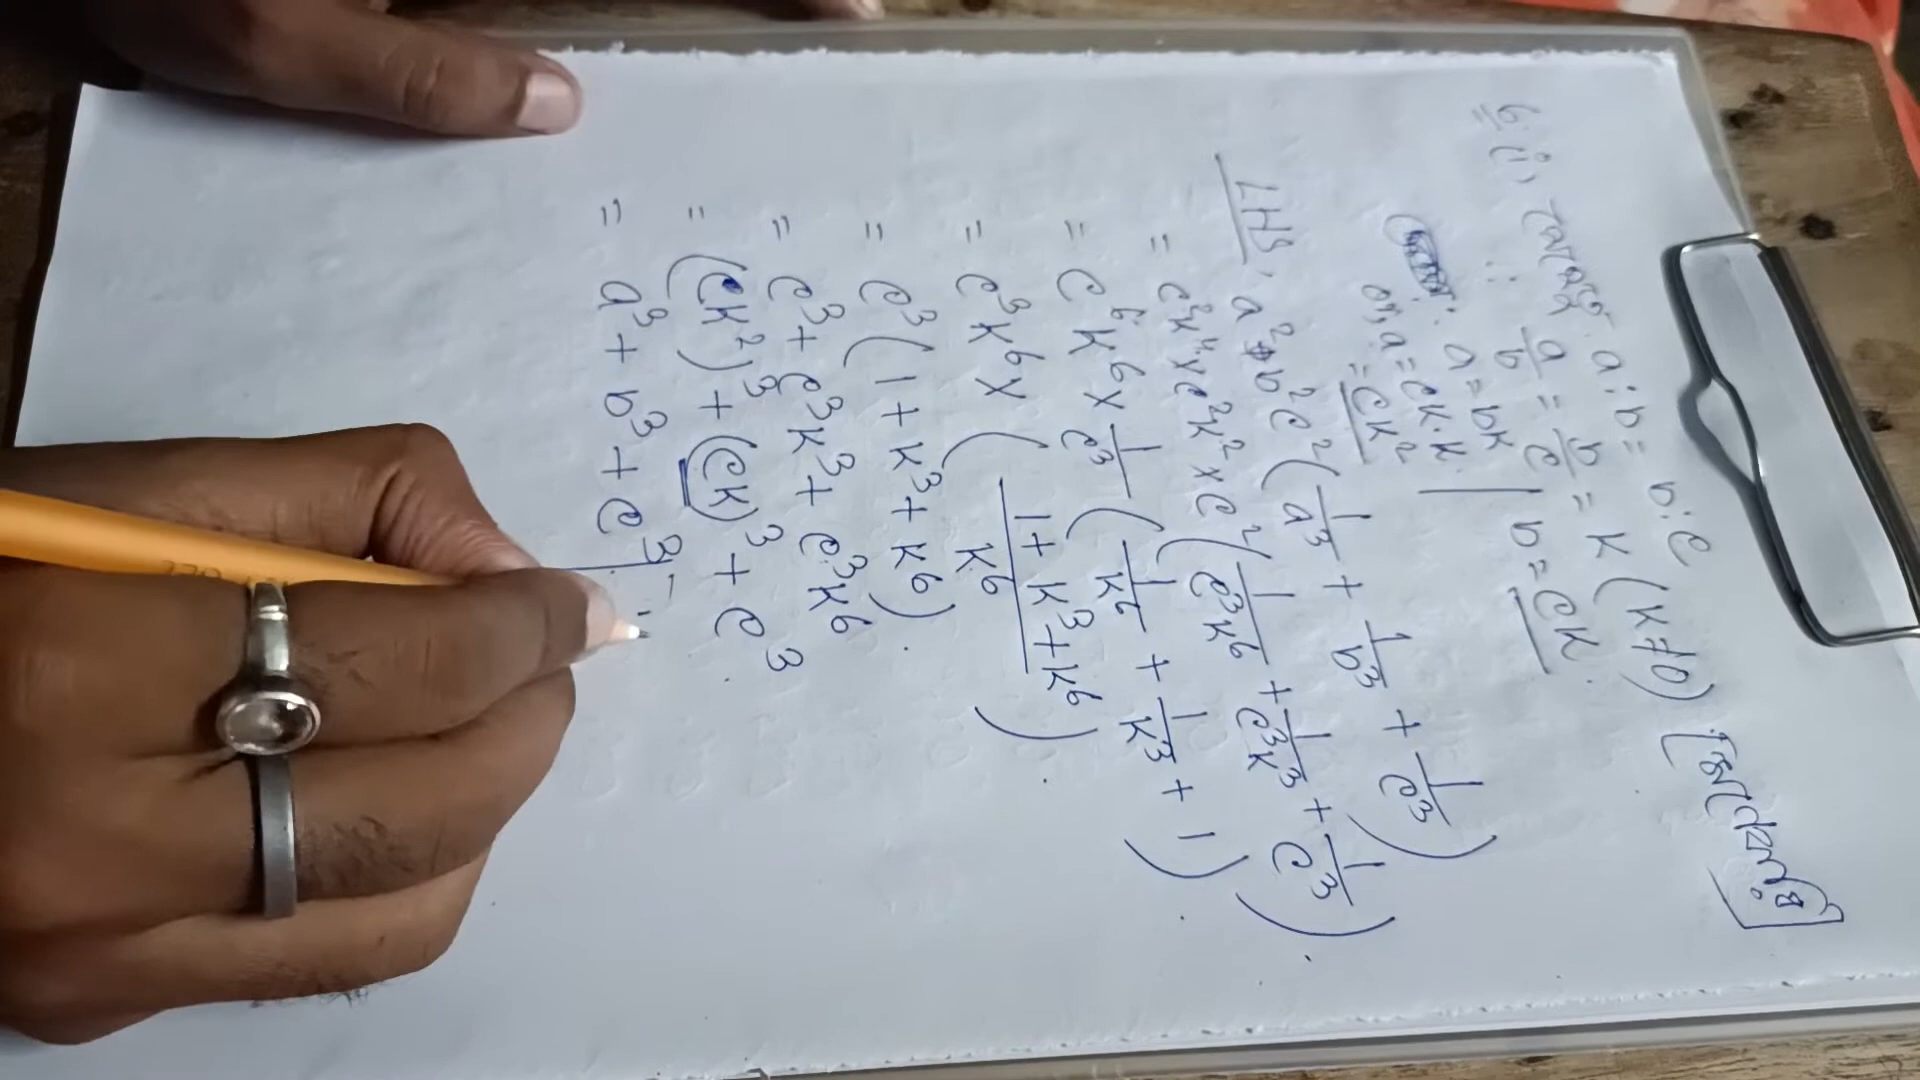 6. (i) a:b = b:c
∴ a/b = b/c = k (k≠0) [
a = bk | b = ck.
or, a = ck.k
= ck²
LHS, a²b²c² (1/a³ + 1/b³ + 1/c³)
= c²k⁴ × c²k² × c² (1/c³k⁶ + 1/c³k³ + 1/c³)
= c⁶k⁶ × 1/c³ (1/k⁶ + 1/k³ + 1)
= c³k⁶ × (1 + k³ + k⁶ / k⁶)
= c³ (1 + k³ + k⁶)
= c³ + c³k³ + c³k⁶
= (ck²)³ + (ck)³ + c³
= a³ + b³ + c³